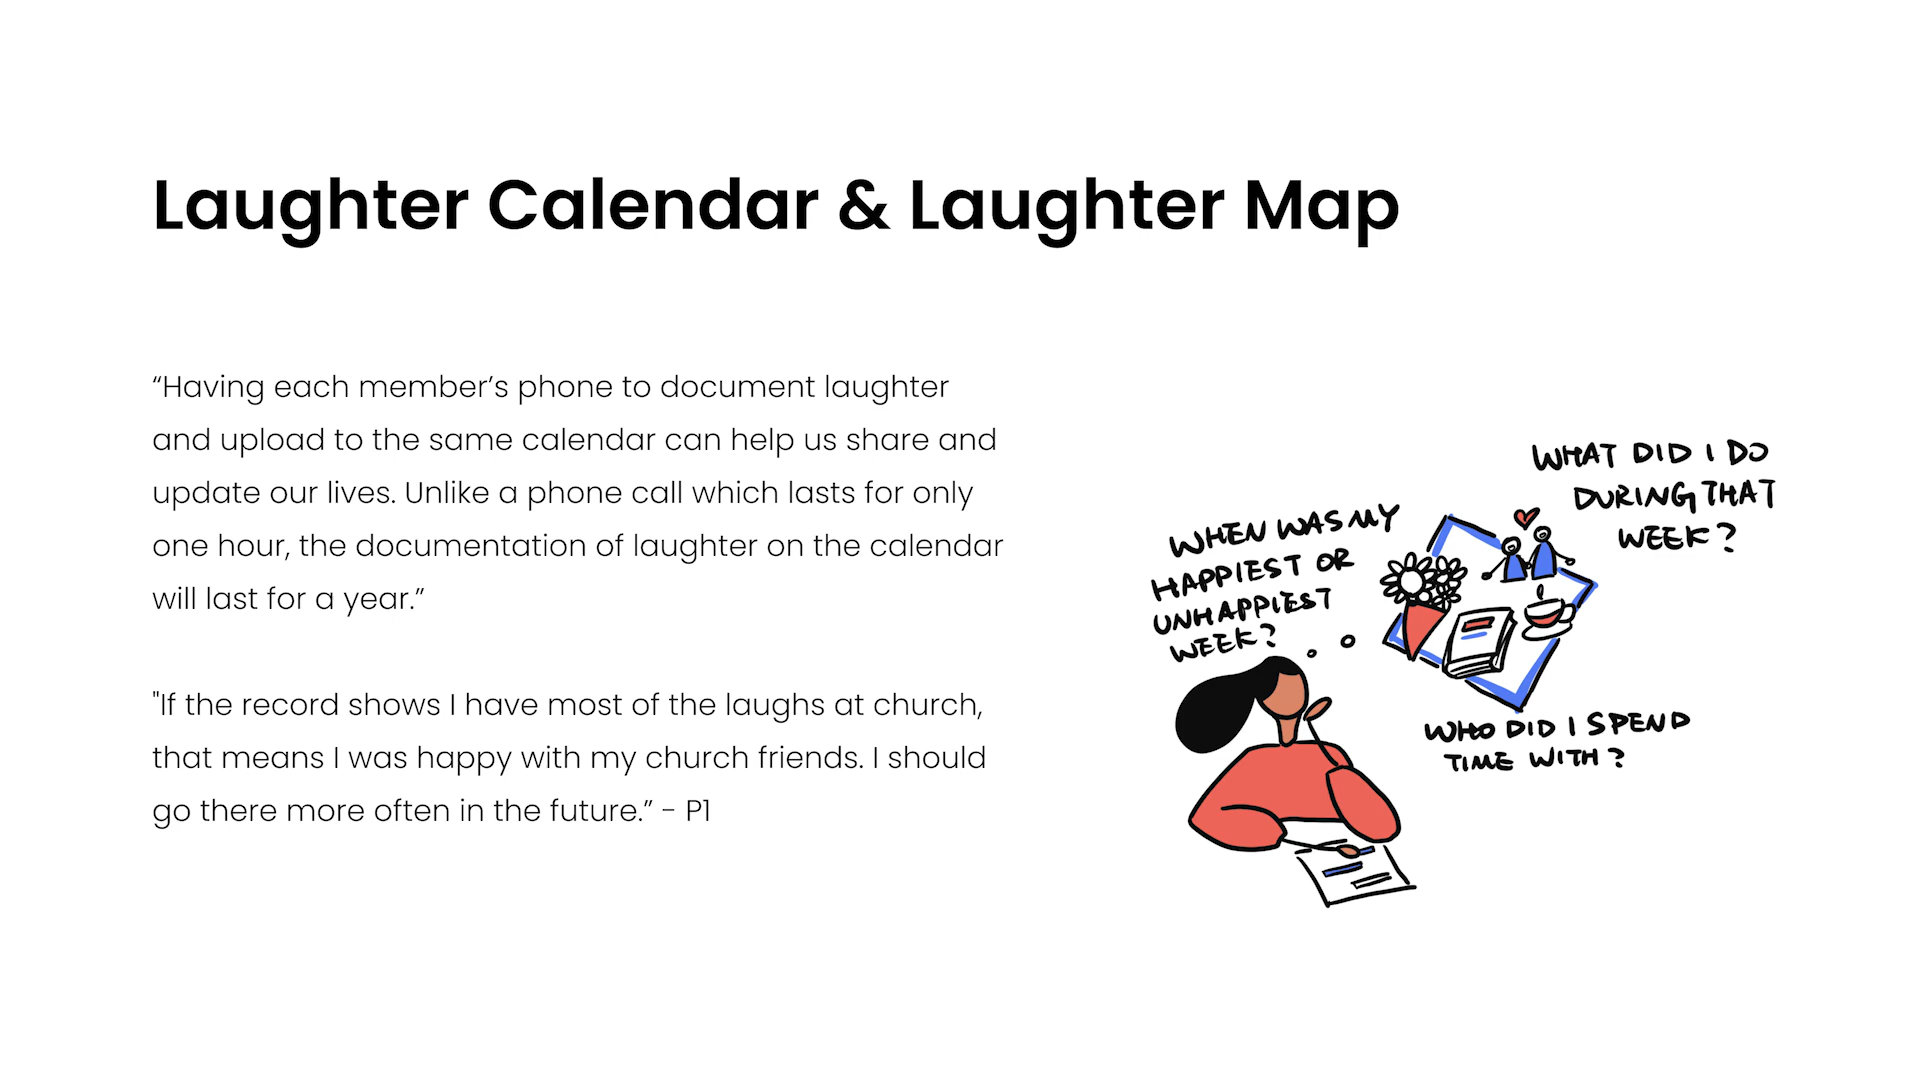 Laughter Calendar & Laughter Map
“Having each member’s phone to document laughter
and upload to the same calendar can help us share and
update our lives. Unlike a phone call which lasts for only
one hour, the documentation of laughter on the calendar
will last for a year.”
"If the record shows I have most of the laughs at church,
that means I was happy with my church friends. I should
go there more often in the future.” - P1
WHEN WAS MY
HAPPIEST OR
UNHAPPIEST
WEEK?
WHAT DID I DO
DURING THAT
WEEK?
WHO DID I SPEND
TIME WITH?